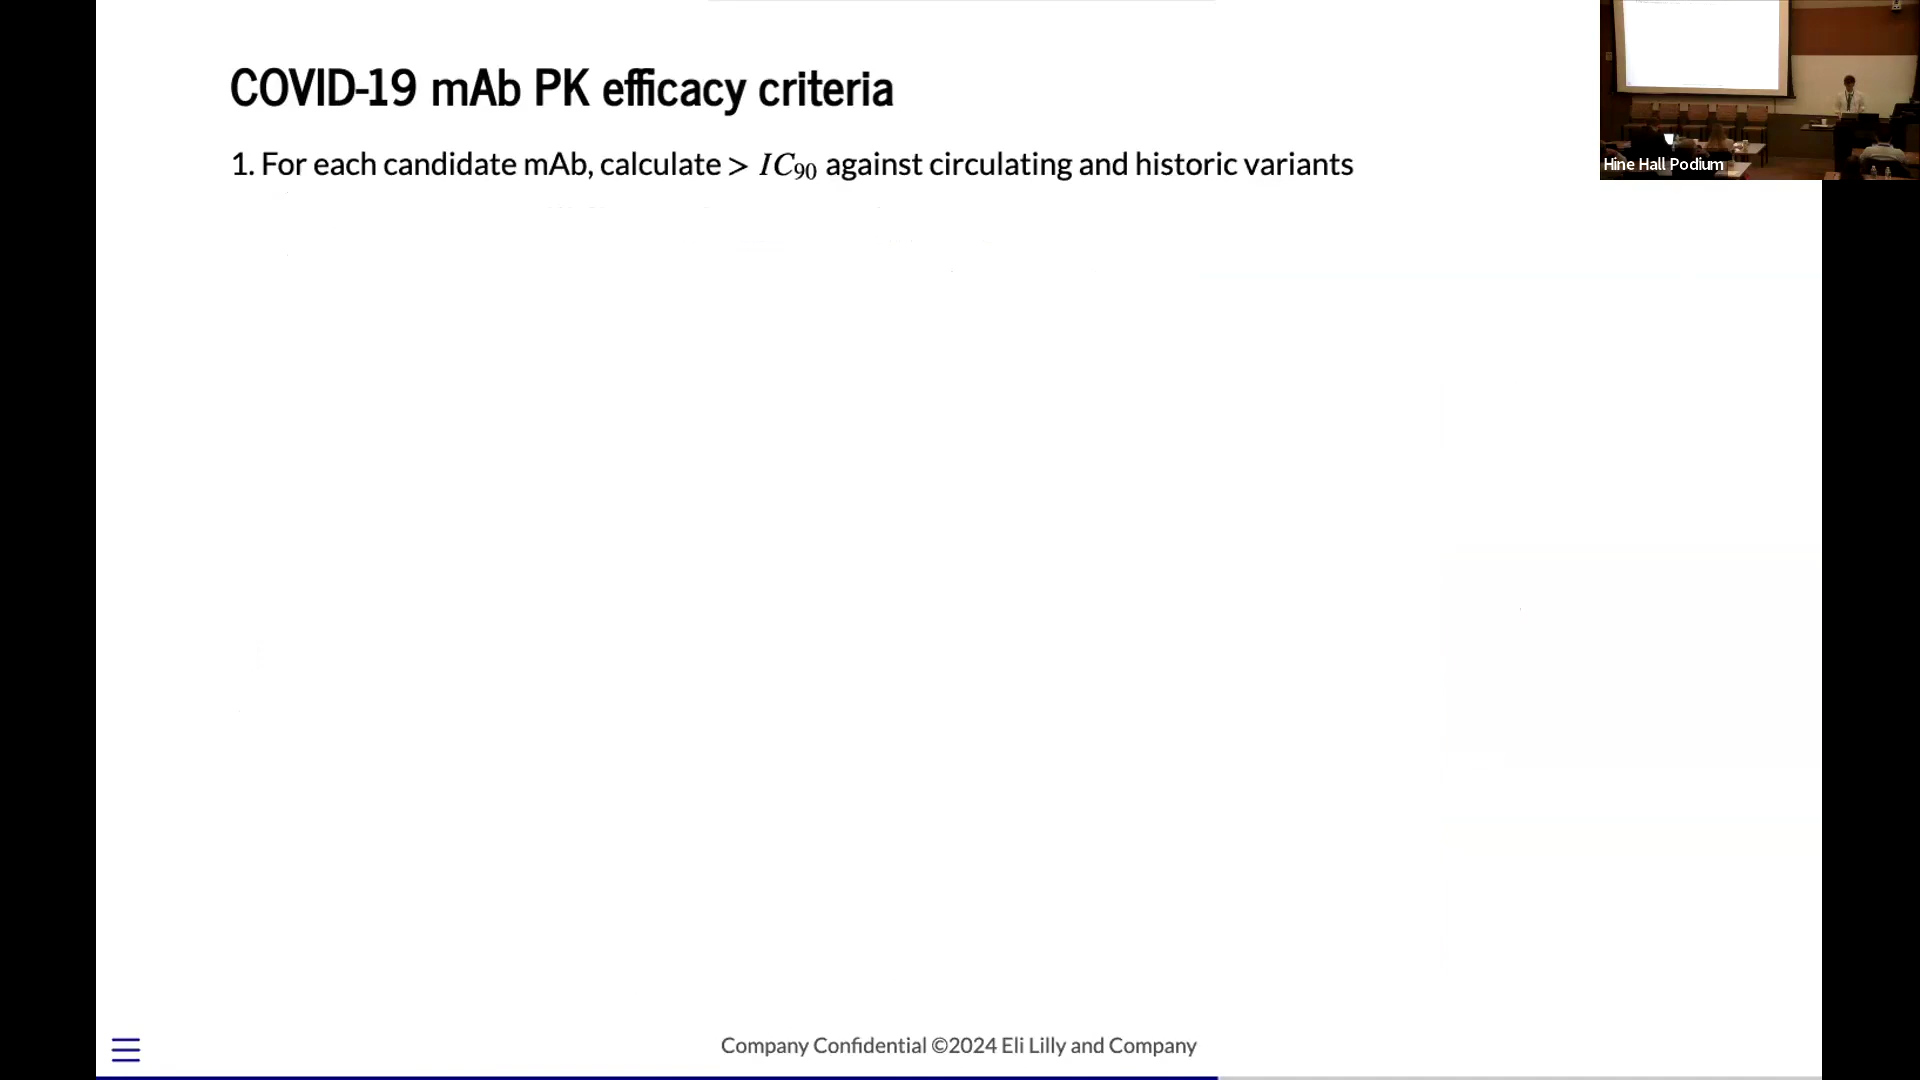 COVID-19 mAb PK efficacy criteria
1. For each candidate mAb, calculate > IC90 against circulating and historic variants
Hine Hall Podium
Company Confidential ©2024 Eli Lilly and Company